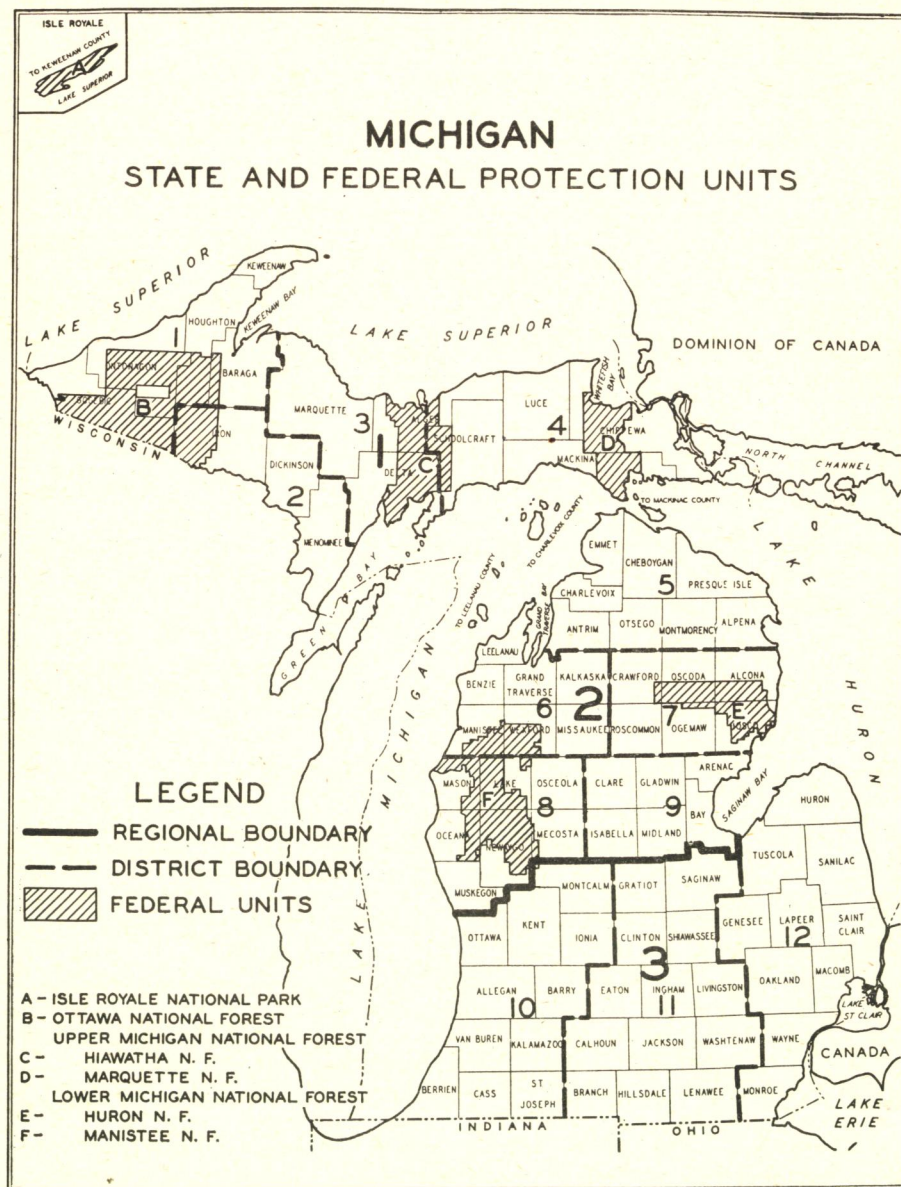 ISLE ROYALE
TO KEWEENAW COUNTY
A
LAKE SUPERIOR
MICHIGAN
STATE AND FEDERAL PROTECTION UNITS
LAKE SUPERIOR
KEWEENAW
KEWEENAW BAY
HOUGHTON
1
LAKE SUPERIOR
DOMINION OF CANADA
ONTONAGON
BARAGA
WHITEFISH BAY
GOGEBIC
B
MARQUETTE
3
ALGER
LUCE
4
CHIPPEWA
D
WISCONSIN
IRON
SCHOOLCRAFT
DICKINSON
DELTA
C
MACKINAC
NORTH CHANNEL
2
1
TO MACKINAC COUNTY
MENOMINEE
TO CHARLEVOIX COUNTY
EMMET
CHEBOYGAN
5
PRESQUE ISLE
LAKE HURON
GREEN BAY
TO LEELANAU COUNTY
GRAND TRAVERSE BAY
CHARLEVOIX
ANTRIM
OTSEGO
MONTMORENCY
ALPENA
LEELANAU
BENZIE
GRAND TRAVERSE
KALKASKA
CRAWFORD
OSCODA
ALCONA
6
2
7
E
MANISTEE
WEXFORD
MISSAUKEE
ROSCOMMON
OGEMAW
IOSCO
LAKE MICHIGAN
MASON
LAKE
OSCEOLA
CLARE
GLADWIN
ARENAC
SAGINAW BAY
HURON
F
8
9
BAY
OCEANA
NEWAYGO
MECOSTA
ISABELLA
MIDLAND
TUSCOLA
SANILAC
MUSKEGON
MONTCALM
GRATIOT
SAGINAW
OTTAWA
KENT
IONIA
CLINTON
SHIAWASSEE
GENESEE
LAPEER
12
SAINT CLAIR
3
ALLEGAN
10
BARRY
EATON
INGHAM
11
LIVINGSTON
OAKLAND
MACOMB
LAKE ST CLAIR
VAN BUREN
KALAMAZOO
CALHOUN
JACKSON
WASHTENAW
WAYNE
CANADA
BERRIEN
CASS
ST JOSEPH
BRANCH
HILLSDALE
LENAWEE
MONROE
LAKE ERIE
INDIANA
OHIO
LEGEND
REGIONAL BOUNDARY
DISTRICT BOUNDARY
FEDERAL UNITS
A - ISLE ROYALE NATIONAL PARK
B - OTTAWA NATIONAL FOREST
UPPER MICHIGAN NATIONAL FOREST
C - HIAWATHA N. F.
D - MARQUETTE N. F.
LOWER MICHIGAN NATIONAL FOREST
E - HURON N. F.
F - MANISTEE N. F.